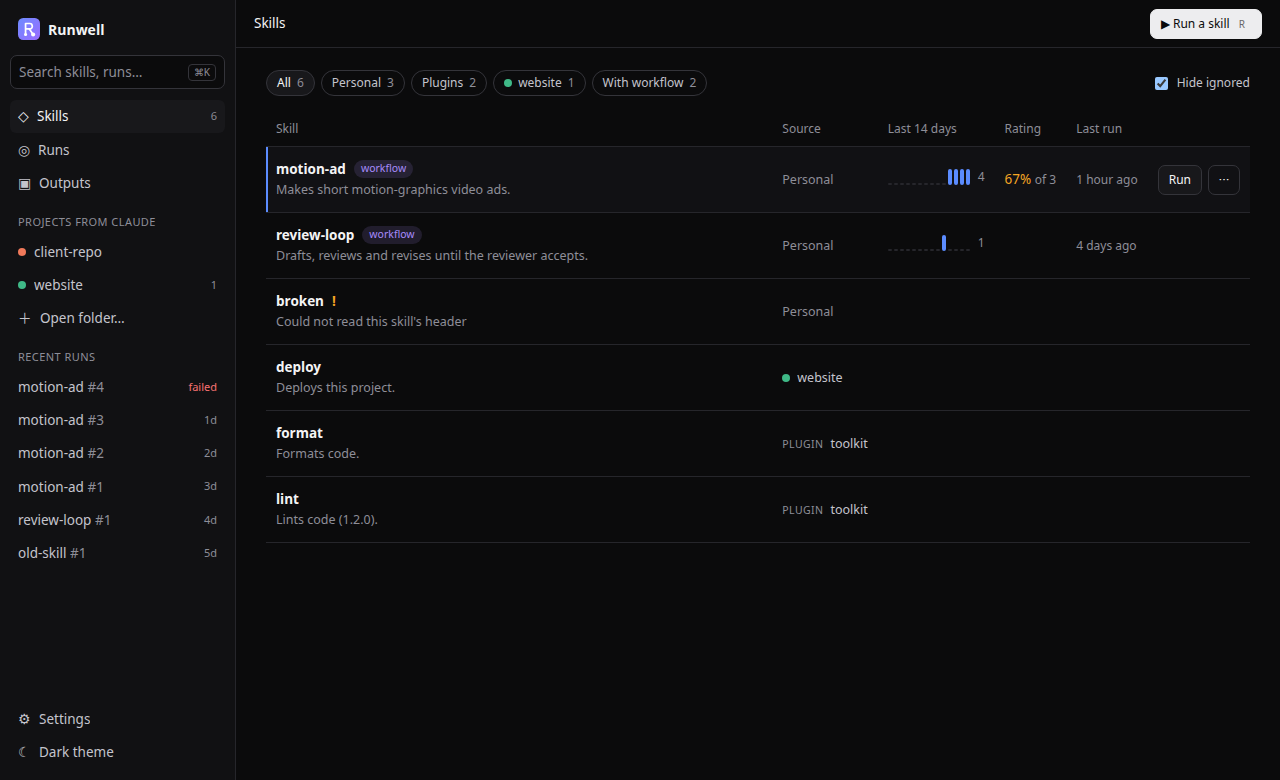 Runwell
Search skills, runs... ⌘K
Skills 6
Runs
Outputs
PROJECTS FROM CLAUDE
client-repo
website 1
Open folder...
RECENT RUNS
motion-ad #4 failed
motion-ad #3 1d
motion-ad #2 2d
motion-ad #1 3d
review-loop #1 4d
old-skill #1 5d
Settings
Dark theme
Skills
Run a skill R
All 6 Personal 3 Plugins 2 website 1 With workflow 2
Hide ignored
Skill Source Last 14 days Rating Last run
motion-ad workflow
Makes short motion-graphics video ads.
Personal 4 67% of 3 1 hour ago Run ...
review-loop workflow
Drafts, reviews and revises until the reviewer accepts.
Personal 1 4 days ago
broken !
Could not read this skill's header
Personal
deploy
Deploys this project.
website
format
Formats code.
PLUGIN toolkit
lint
Lints code (1.2.0).
PLUGIN toolkit